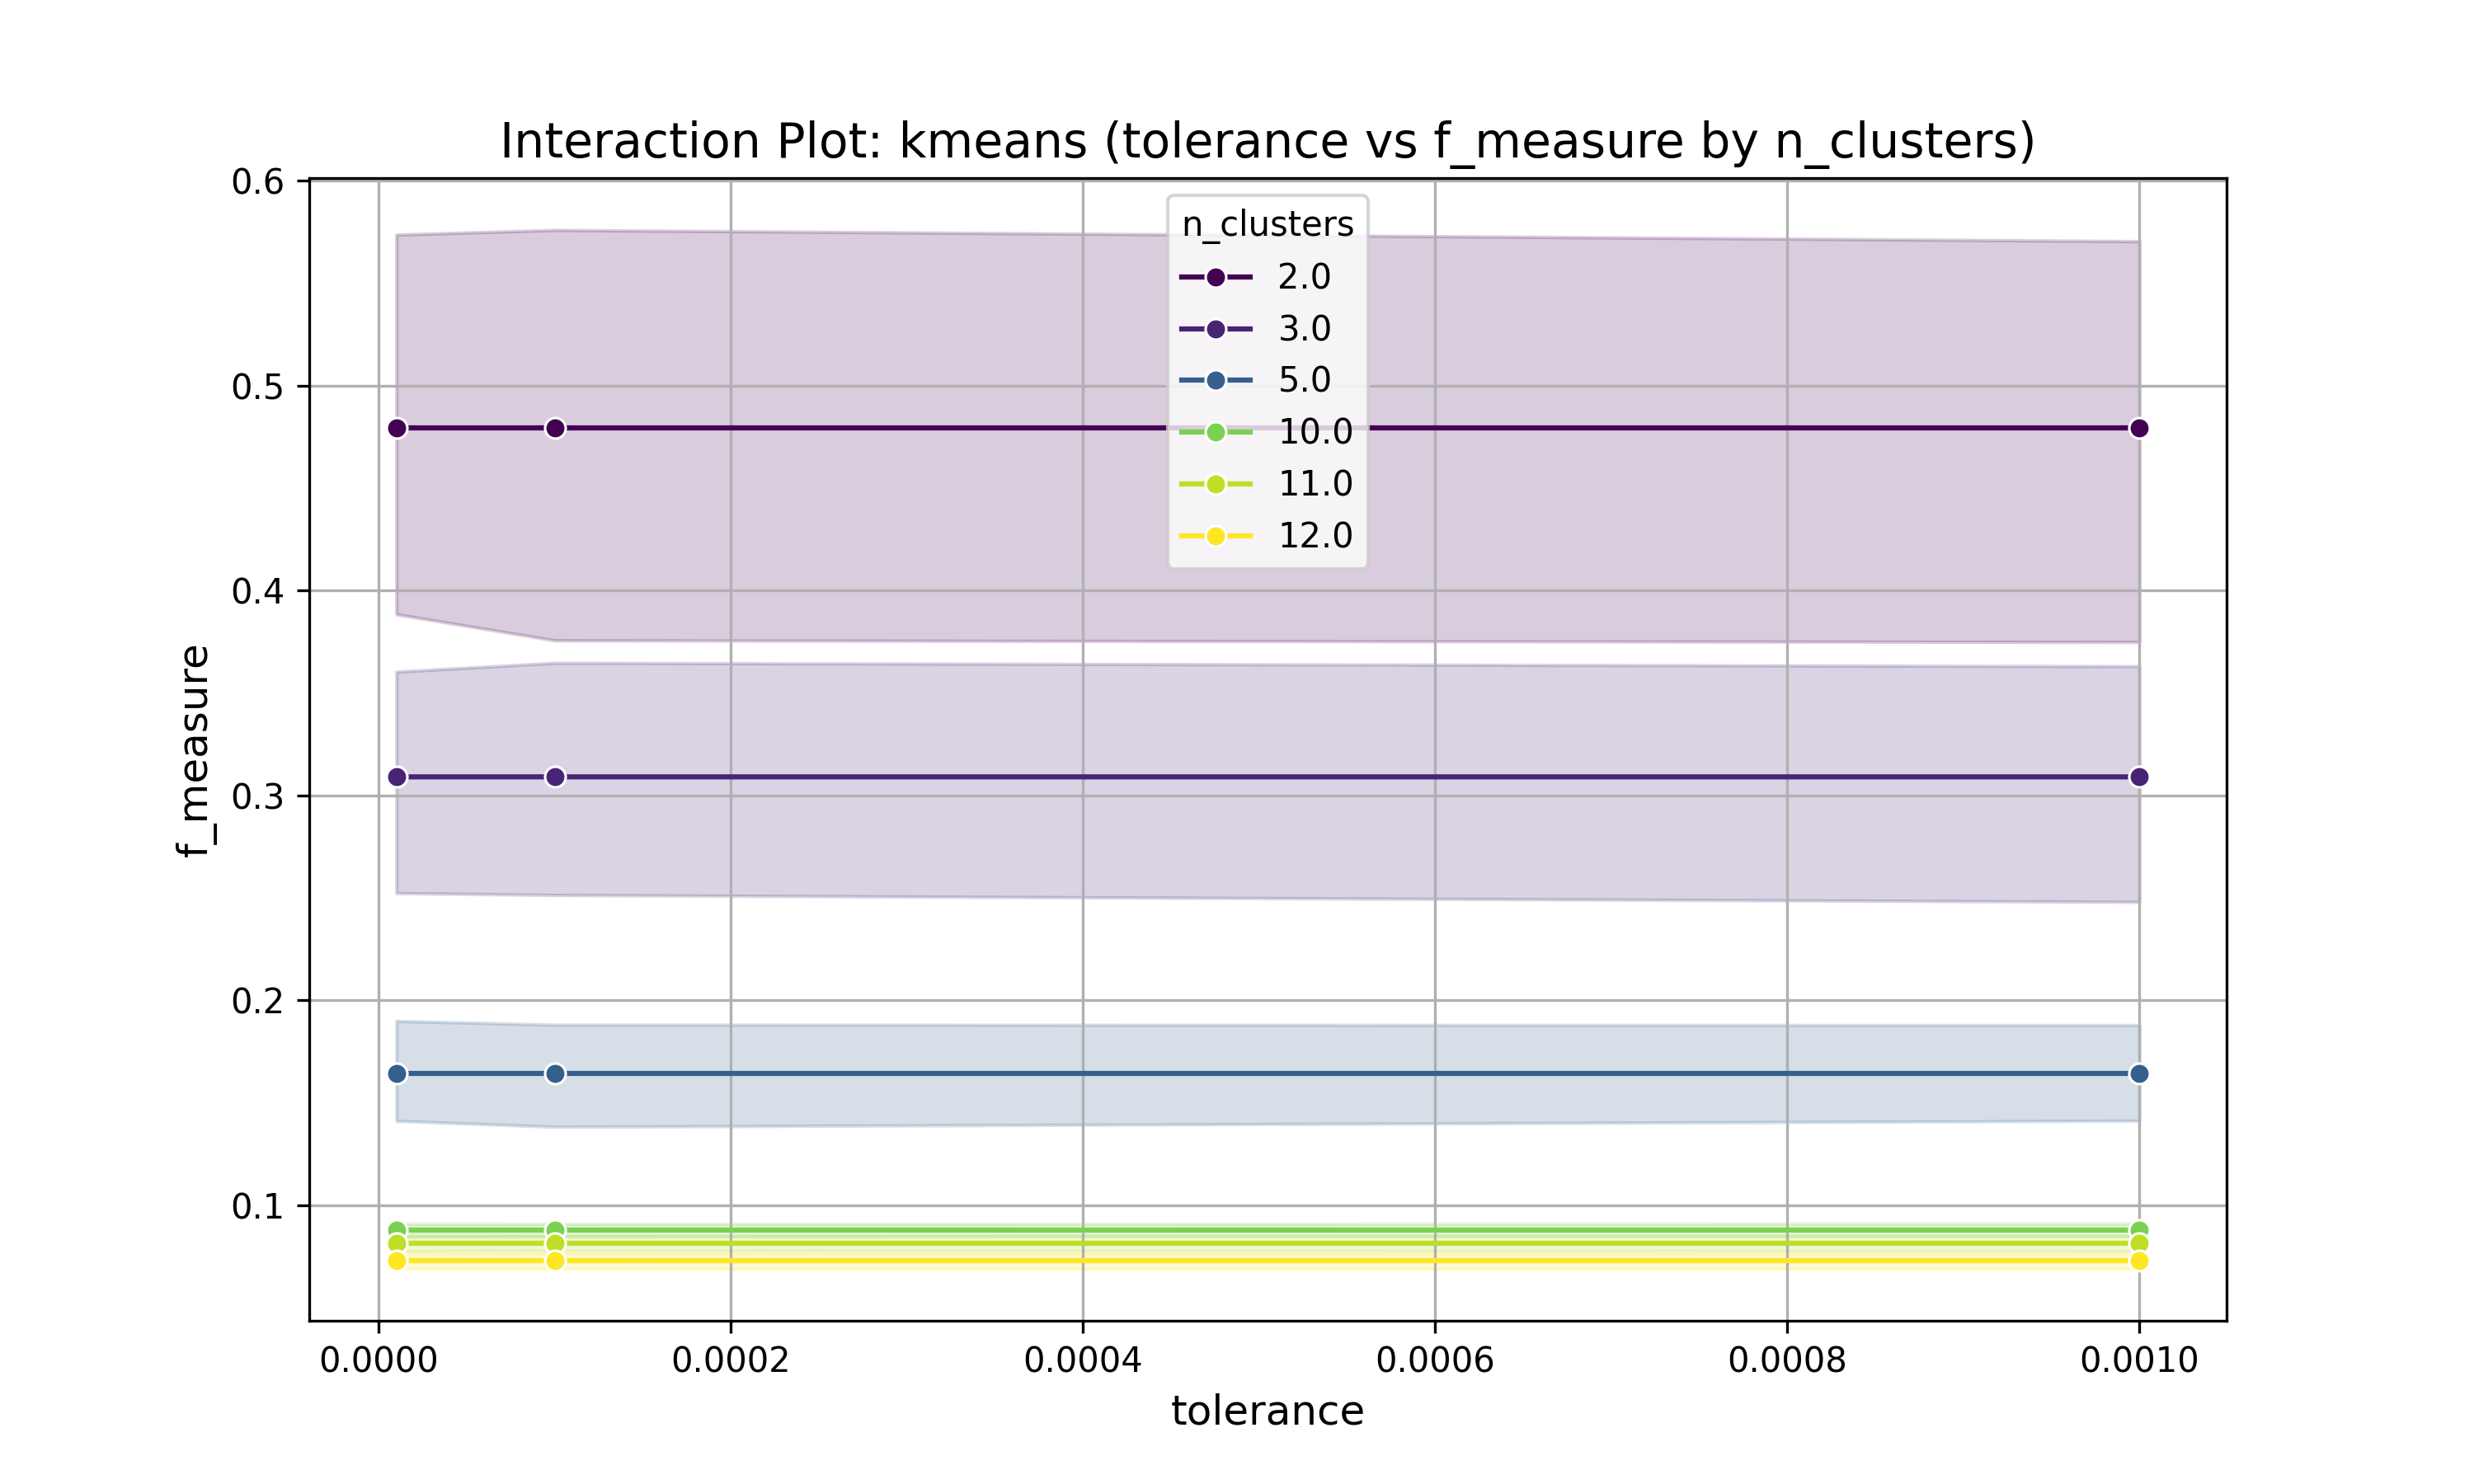 Interaction Plot: kmeans (tolerance vs f_measure by n_clusters)
0.6
0.5
0.4
0.3
0.2
0.1
f_measure
n_clusters
2.0
3.0
5.0
10.0
11.0
12.0
0.0000 0.0002 0.0004 0.0006 0.0008 0.0010
tolerance